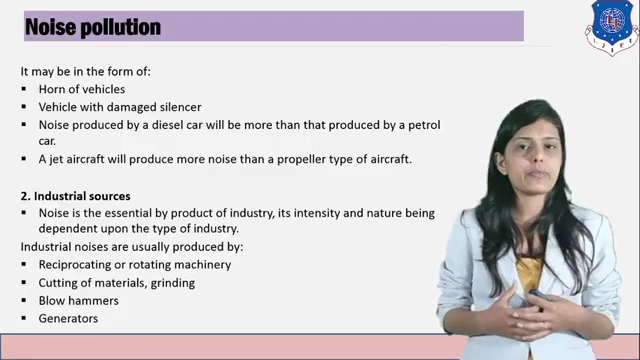 Noise pollution
It may be in the form of:
▪ Horn of vehicles
▪ Vehicle with damaged silencer
▪ Noise produced by a diesel car will be more than that produced by a petrol
car.
▪ A jet aircraft will produce more noise than a propeller type of aircraft.
2. Industrial sources
▪ Noise is the essential by product of industry, its intensity and nature being
dependent upon the type of industry.
Industrial noises are usually produced by:
▪ Reciprocating or rotating machinery
▪ Cutting of materials, grinding
▪ Blow hammers
▪ Generators